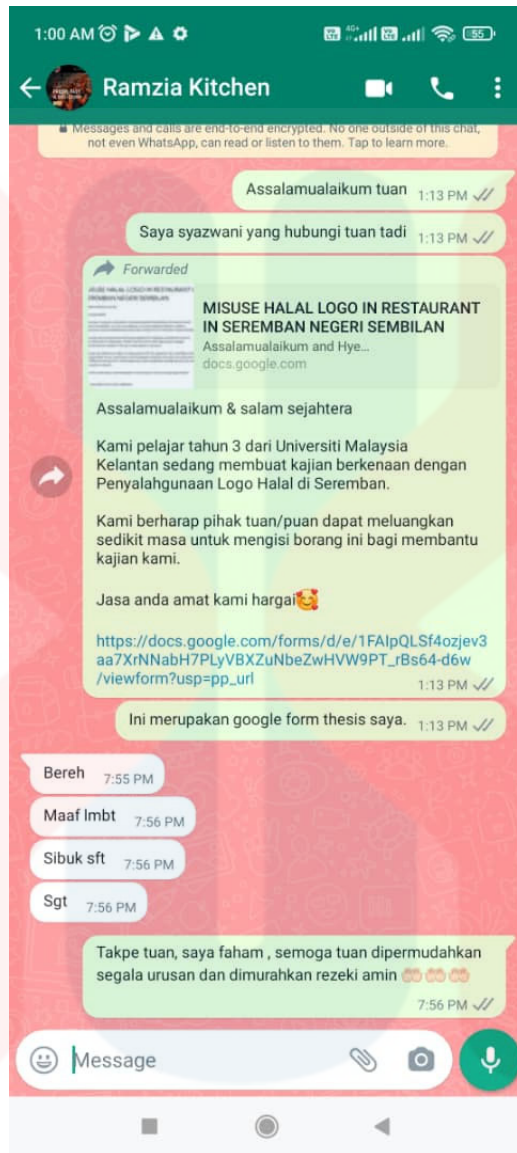 1:00 AM
4G+
55
Ramzia Kitchen
Messages and calls are end-to-end encrypted. No one outside of this chat,
not even WhatsApp, can read or listen to them. Tap to learn more.
Assalamualaikum tuan 1:13 PM
Saya syazwani yang hubungi tuan tadi 1:13 PM
Forwarded
MISUSE HALAL LOGO IN RESTAURANT
IN SEREMBAN NEGERI SEMBILAN
Assalamualaikum and Hye...
docs.google.com
Assalamualaikum & salam sejahtera
Kami pelajar tahun 3 dari Universiti Malaysia
Kelantan sedang membuat kajian berkenaan dengan
Penyalahgunaan Logo Halal di Seremban.
Kami berharap pihak tuan/puan dapat meluangkan
sedikit masa untuk mengisi borang ini bagi membantu
kajian kami.
Jasa anda amat kami hargai🥰
https://docs.google.com/forms/d/e/1FAIpQLSf4ozjev3
aa7XrNNabH7PLyVBXZuNbeZwHVW9PT_rBs64-d6w
/viewform?usp=pp_url
1:13 PM
Ini merupakan google form thesis saya. 1:13 PM
Bereh 7:55 PM
Maaf lmbt 7:56 PM
Sibuk sft 7:56 PM
Sgt 7:56 PM
Takpe tuan, saya faham , semoga tuan dipermudahkan
segala urusan dan dimurahkan rezeki amin 🤲🤲🤲
7:56 PM
Message